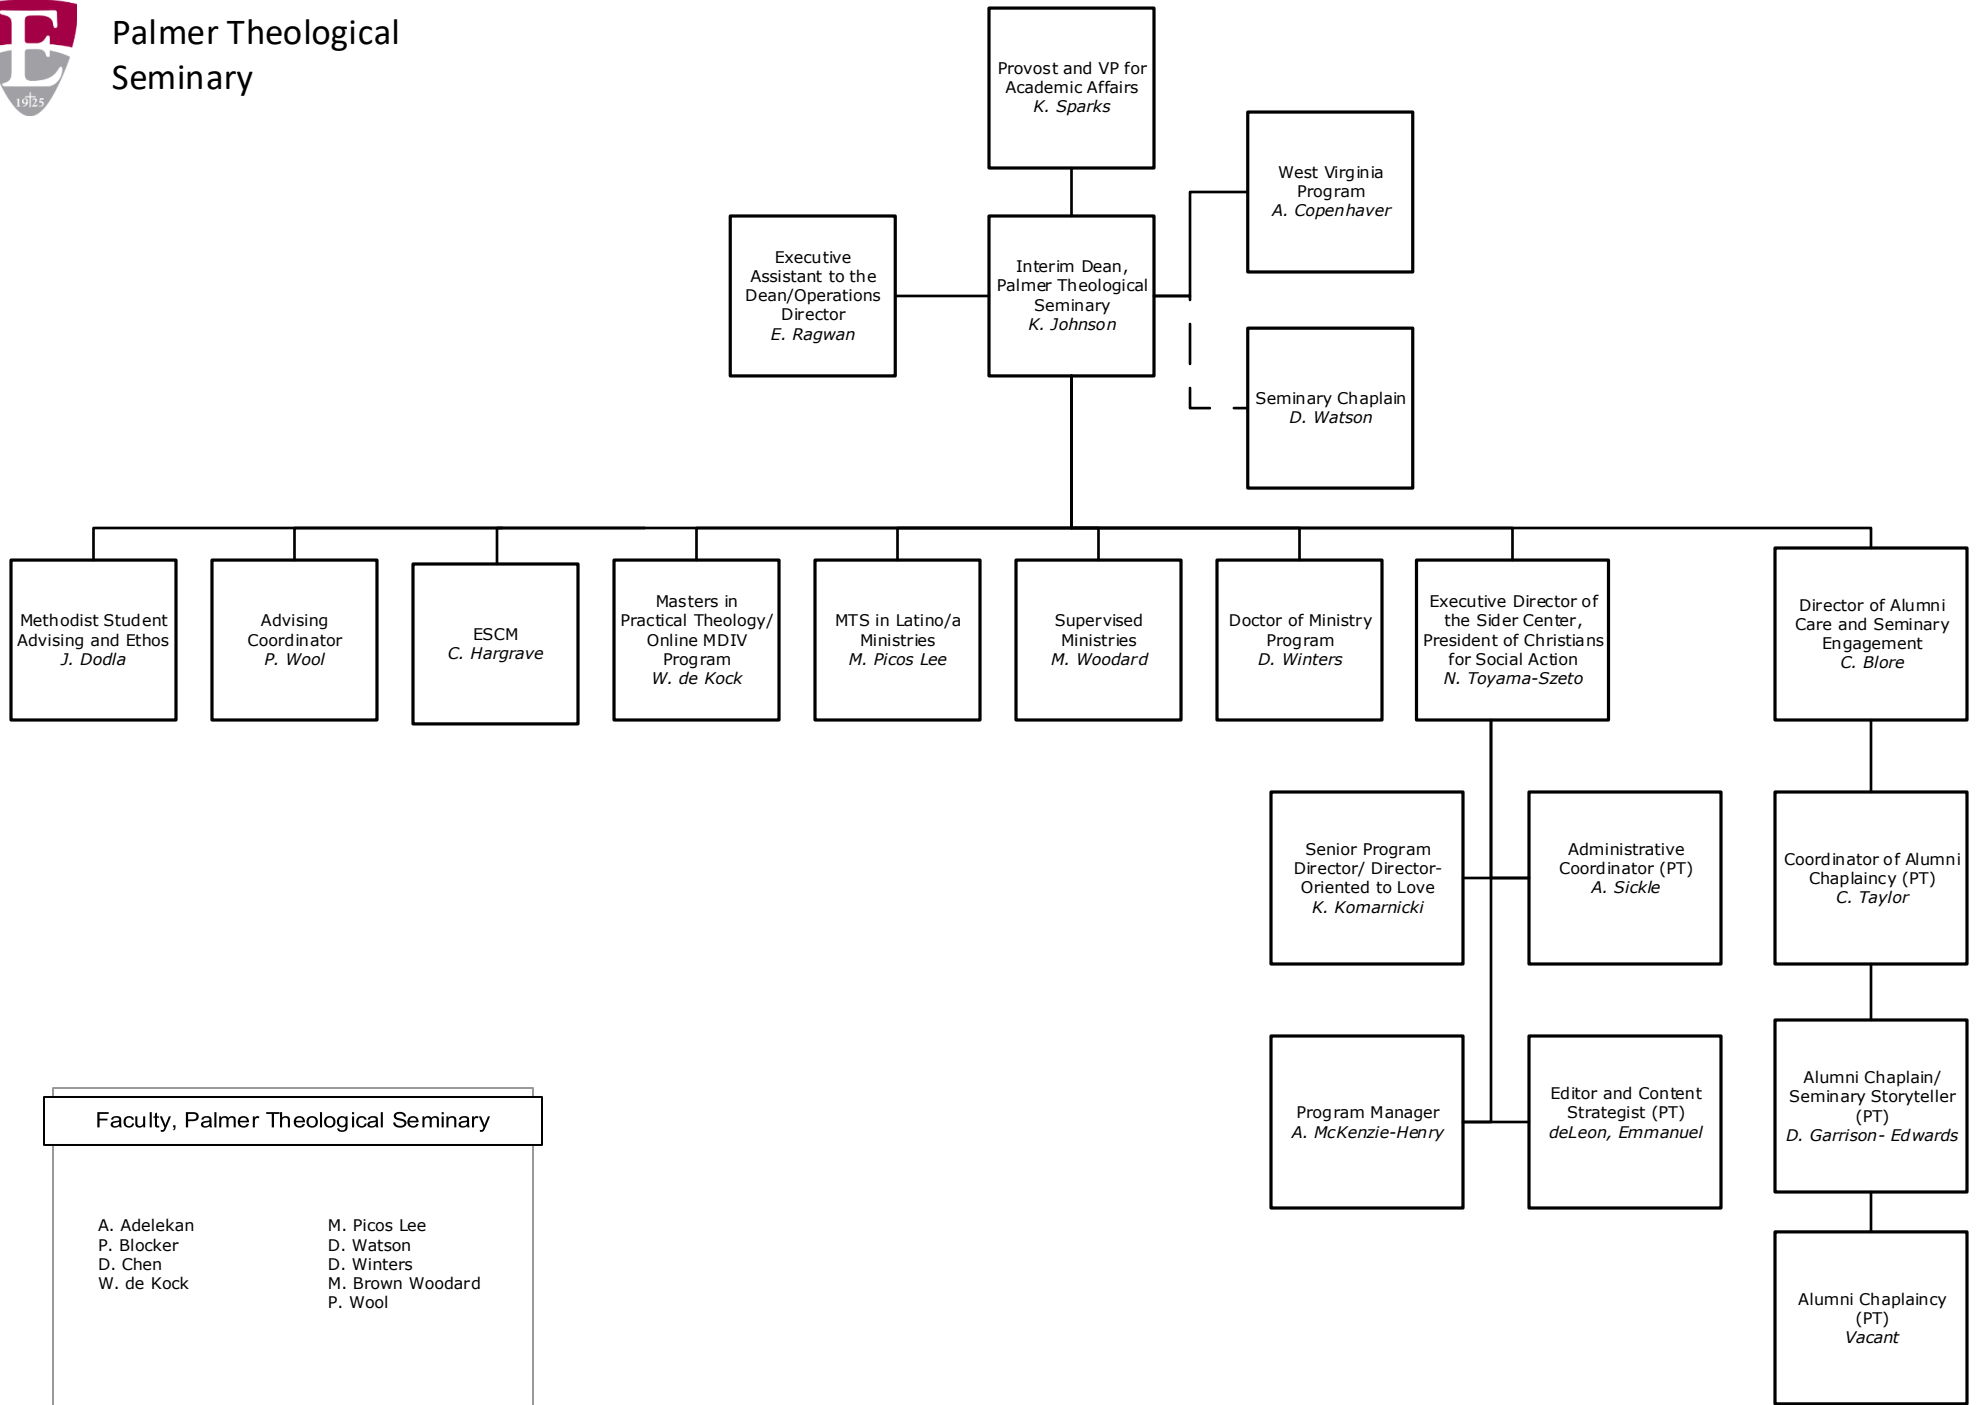 E
19 25
Palmer Theological
Seminary
Provost and VP for
Academic Affairs
K. Sparks
West Virginia
Program
A. Copenhaver
Executive
Assistant to the
Dean/Operations
Director
E. Ragwan
Interim Dean,
Palmer Theological
Seminary
K. Johnson
Seminary Chaplain
D. Watson
Methodist Student
Advising and Ethos
J. Dodla
Advising
Coordinator
P. Wool
ESCM
C. Hargrave
Masters in
Practical Theology/
Online MDIV
Program
W. de Kock
MTS in Latino/a
Ministries
M. Picos Lee
Supervised
Ministries
M. Woodard
Doctor of Ministry
Program
D. Winters
Executive Director of
the Sider Center,
President of Christians
for Social Action
N. Toyama-Szeto
Director of Alumni
Care and Seminary
Engagement
C. Blore
Senior Program
Director/ Director-
Oriented to Love
K. Komarnicki
Administrative
Coordinator (PT)
A. Sickle
Coordinator of Alumni
Chaplaincy (PT)
C. Taylor
Program Manager
A. McKenzie-Henry
Editor and Content
Strategist (PT)
deLeon, Emmanuel
Alumni Chaplain/
Seminary Storyteller
(PT)
D. Garrison- Edwards
Alumni Chaplaincy
(PT)
Vacant
Faculty, Palmer Theological Seminary
A. Adelekan
P. Blocker
D. Chen
W. de Kock
M. Picos Lee
D. Watson
D. Winters
M. Brown Woodard
P. Wool